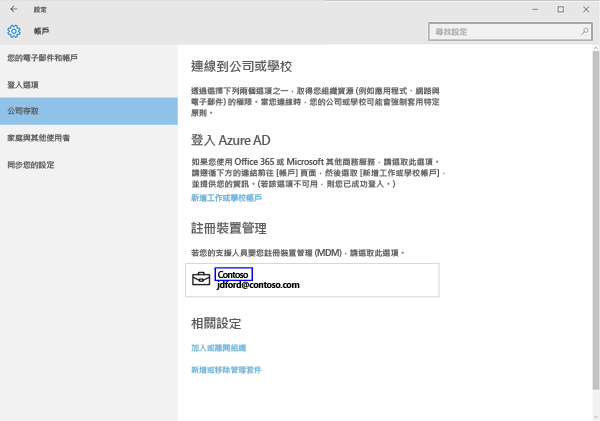 設定
帳戶
尋找設定
您的電子郵件和帳戶
登入選項
公司存取
家庭與其他使用者
同步您的設定
連線到公司或學校
透過選擇下列兩個選項之一，取得您組織資源 (例如應用程式、網路與
電子郵件) 的權限。當您連線時，您的公司或學校可能會強制套用特定
原則。
登入 Azure AD
如果您使用 Office 365 或 Microsoft 其他商務服務，請選取此選項。
請遵循下方的連結前往 [帳戶] 頁面，然後選取 [新增工作或學校帳戶]，
並提供您的資訊。(若該選項不可用，則您已成功登入。)
新增工作或學校帳戶
註冊裝置管理
若您的支援人員要您註冊裝置管理 (MDM)，請選取此選項。
Contoso
jdford@contoso.com
相關設定
加入或離開組織
新增或移除管理套件